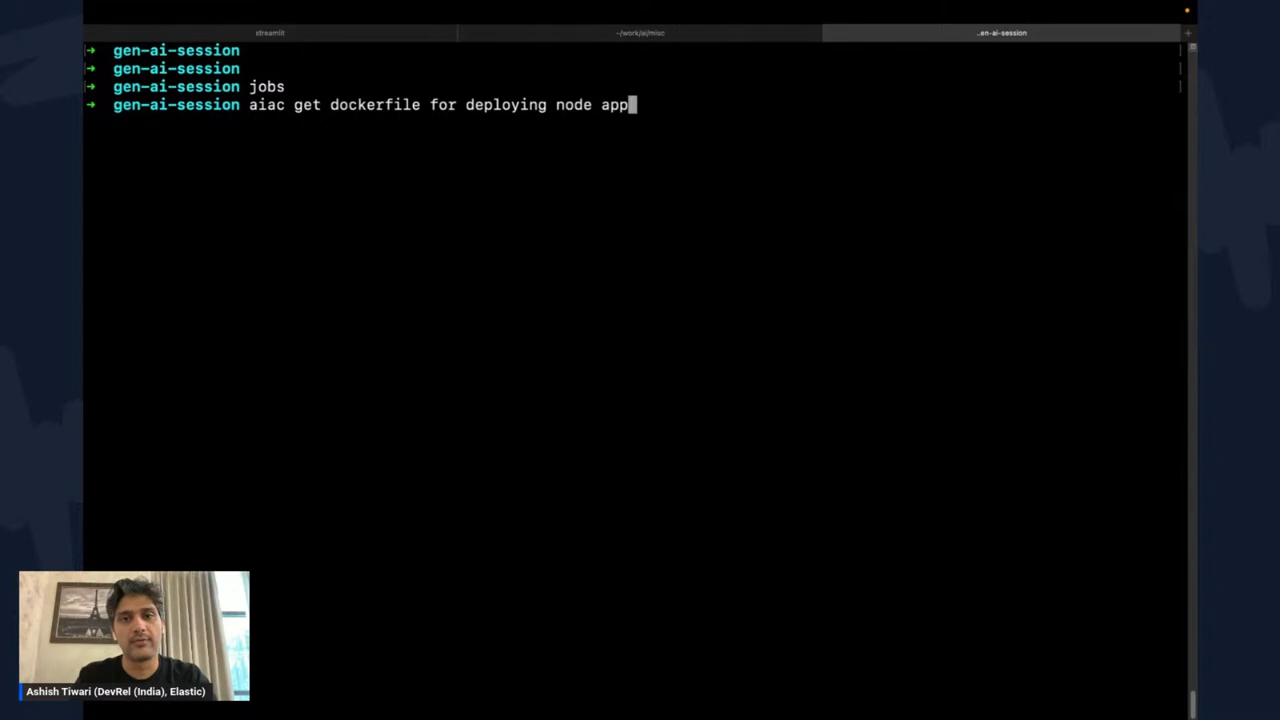 streamlit
~/work/ai/misc
..en-ai-session
+
➜ gen-ai-session
➜ gen-ai-session
➜ gen-ai-session jobs
➜ gen-ai-session aiac get dockerfile for deploying node app
Ashish Tiwari (DevRel (India), Elastic)